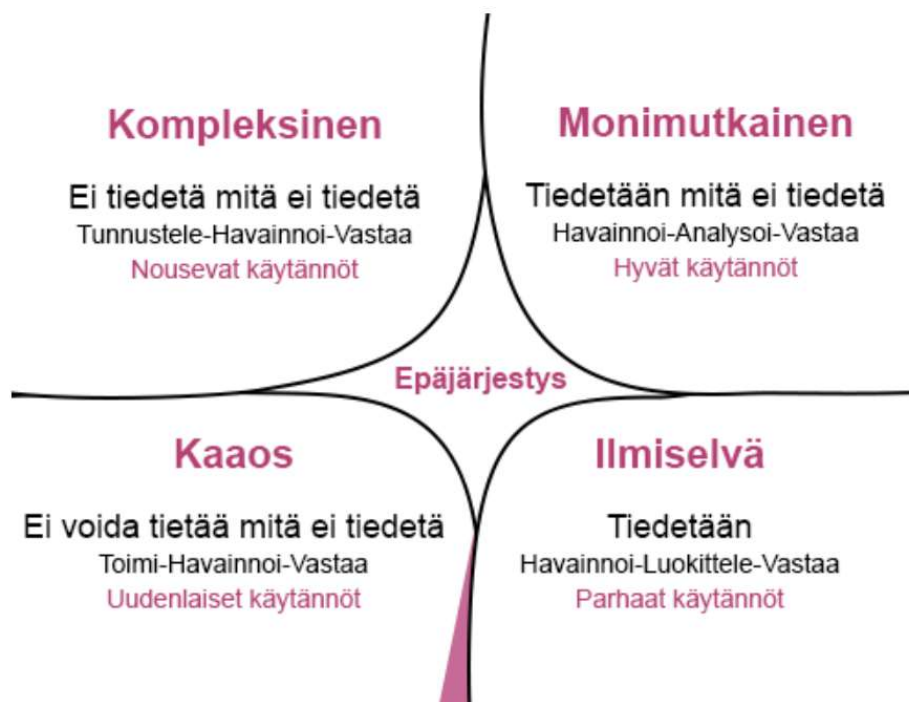 Kompleksinen
Ei tiedetä mitä ei tiedetä
Tunnustele-Havainnoi-Vastaa
Nousevat käytännöt
Monimutkainen
Tiedetään mitä ei tiedetä
Havainnoi-Analysoi-Vastaa
Hyvät käytännöt
Epäjärjestys
Kaaos
Ei voida tietää mitä ei tiedetä
Toimi-Havainnoi-Vastaa
Uudenlaiset käytännöt
Ilmiselvä
Tiedetään
Havainnoi-Luokittele-Vastaa
Parhaat käytännöt